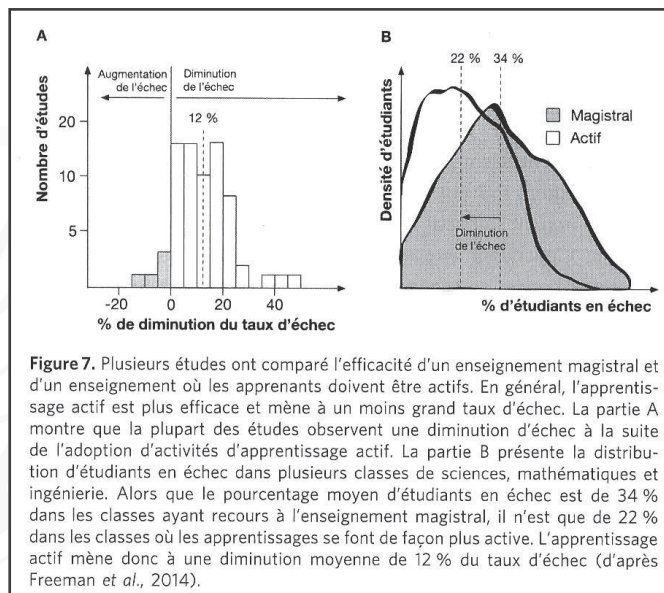 A
Augmentation
de l'échec
Diminution
de l'échec
12 %
Nombre d'études
20
10
5
-20
0
20
40
% de diminution du taux d'échec
B
22 %
34 %
Densité d'étudiants
Magistral
Actif
Diminution
de l'échec
% d'étudiants en échec
Figure 7. Plusieurs études ont comparé l'efficacité d'un enseignement magistral et
d'un enseignement où les apprenants doivent être actifs. En général, l'apprentis-
sage actif est plus efficace et mène à un moins grand taux d'échec. La partie A
montre que la plupart des études observent une diminution d'échec à la suite
de l'adoption d'activités d'apprentissage actif. La partie B présente la distribu-
tion d'étudiants en échec dans plusieurs classes de sciences, mathématiques et
ingénierie. Alors que le pourcentage moyen d'étudiants en échec est de 34 %
dans les classes ayant recours à l'enseignement magistral, il n'est que de 22 %
dans les classes où les apprentissages se font de façon plus active. L'apprentissage
actif mène donc à une diminution moyenne de 12 % du taux d'échec (d'après
Freeman et al., 2014).